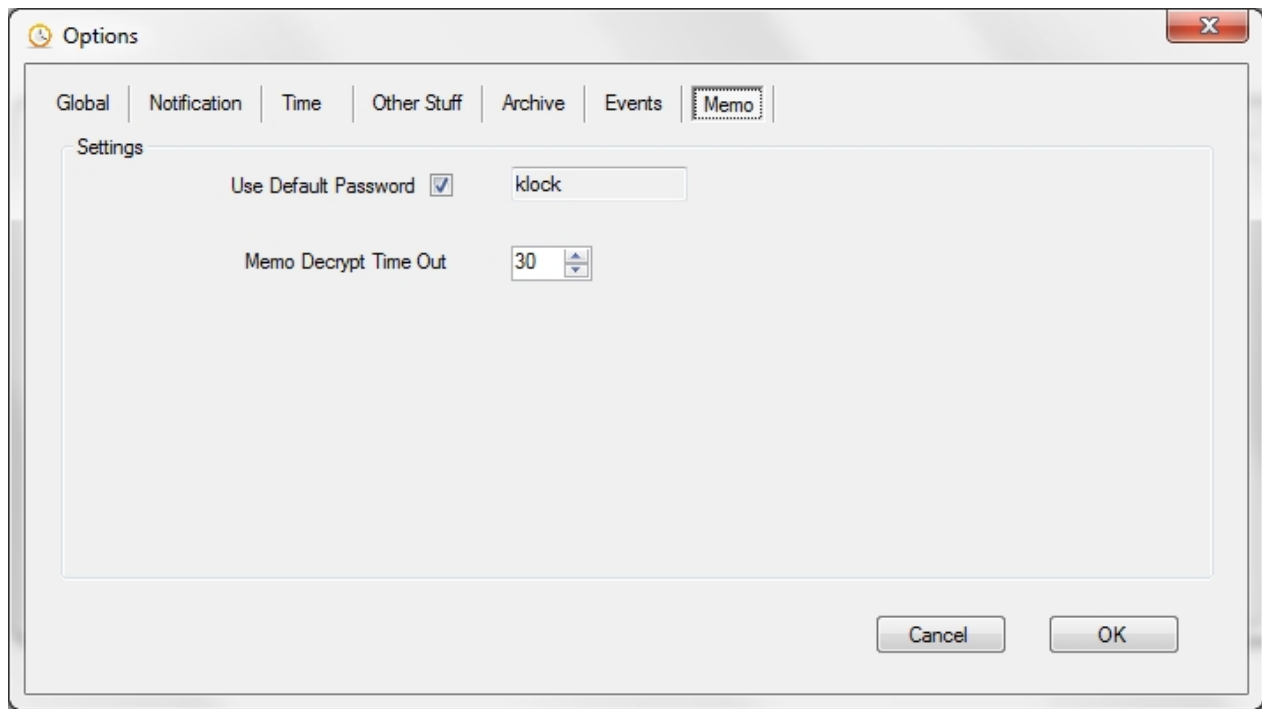 Options
Global Notification Time Other Stuff Archive Events Memo
Settings
Use Default Password klock
Memo Decrypt Time Out 30
Cancel OK